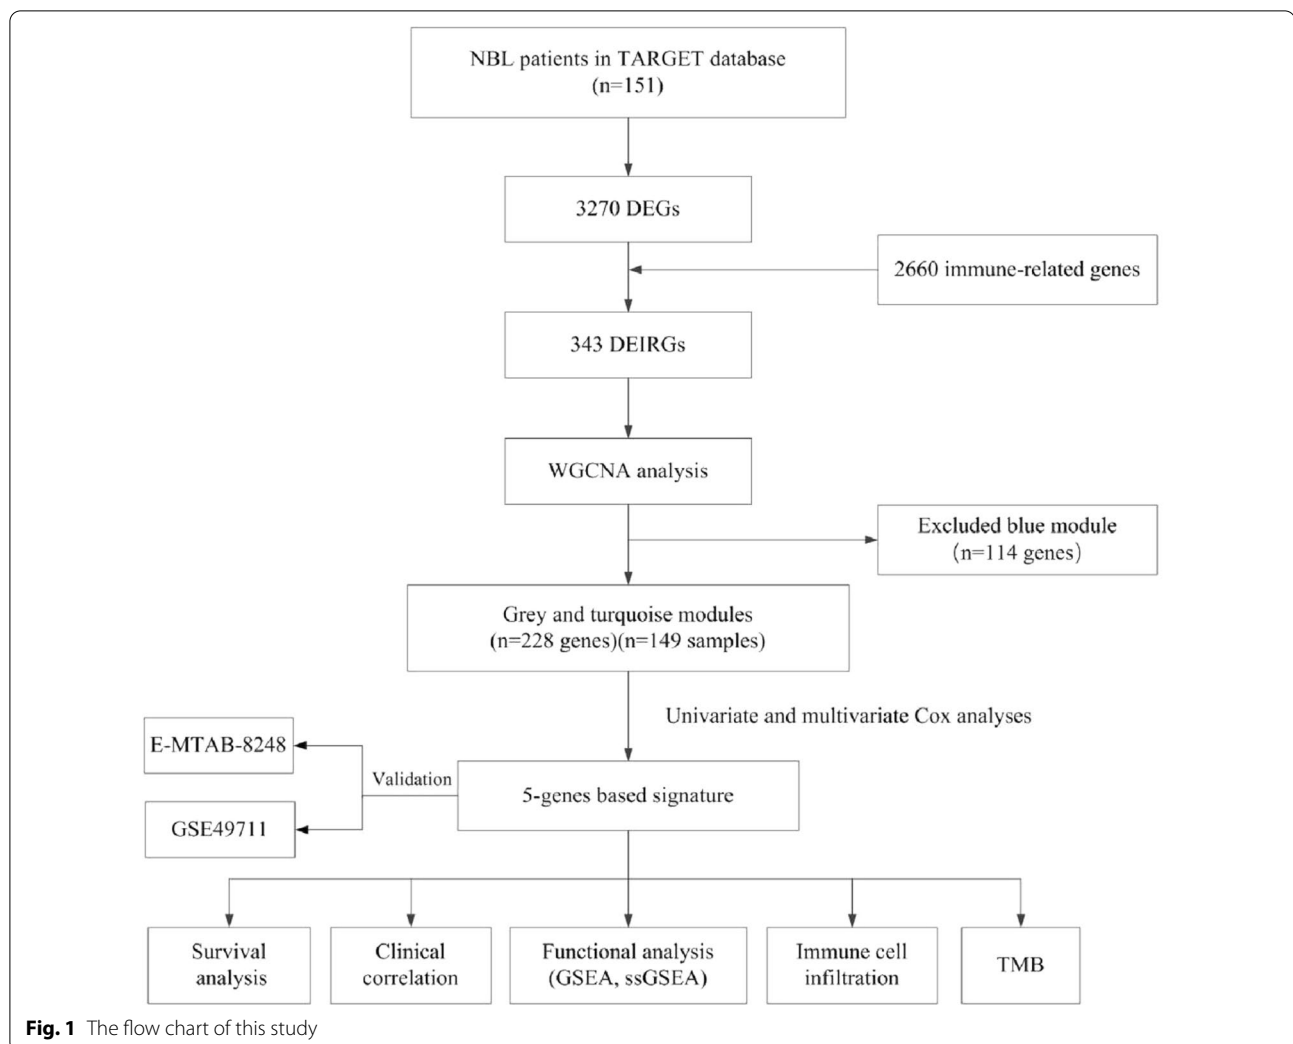 NBL patients in TARGET database
(n=151)
3270 DEGs
2660 immune-related genes
343 DEIRGs
WGCNA analysis
Excluded blue module
(n=114 genes)
Grey and turquoise modules
(n=228 genes)(n=149 samples)
Univariate and multivariate Cox analyses
E-MTAB-8248
Validation
5-genes based signature
GSE49711
Survival
analysis
Clinical
correlation
Functional analysis
(GSEA, ssGSEA)
Immune cell
infiltration
TMB
Fig. 1 The flow chart of this study